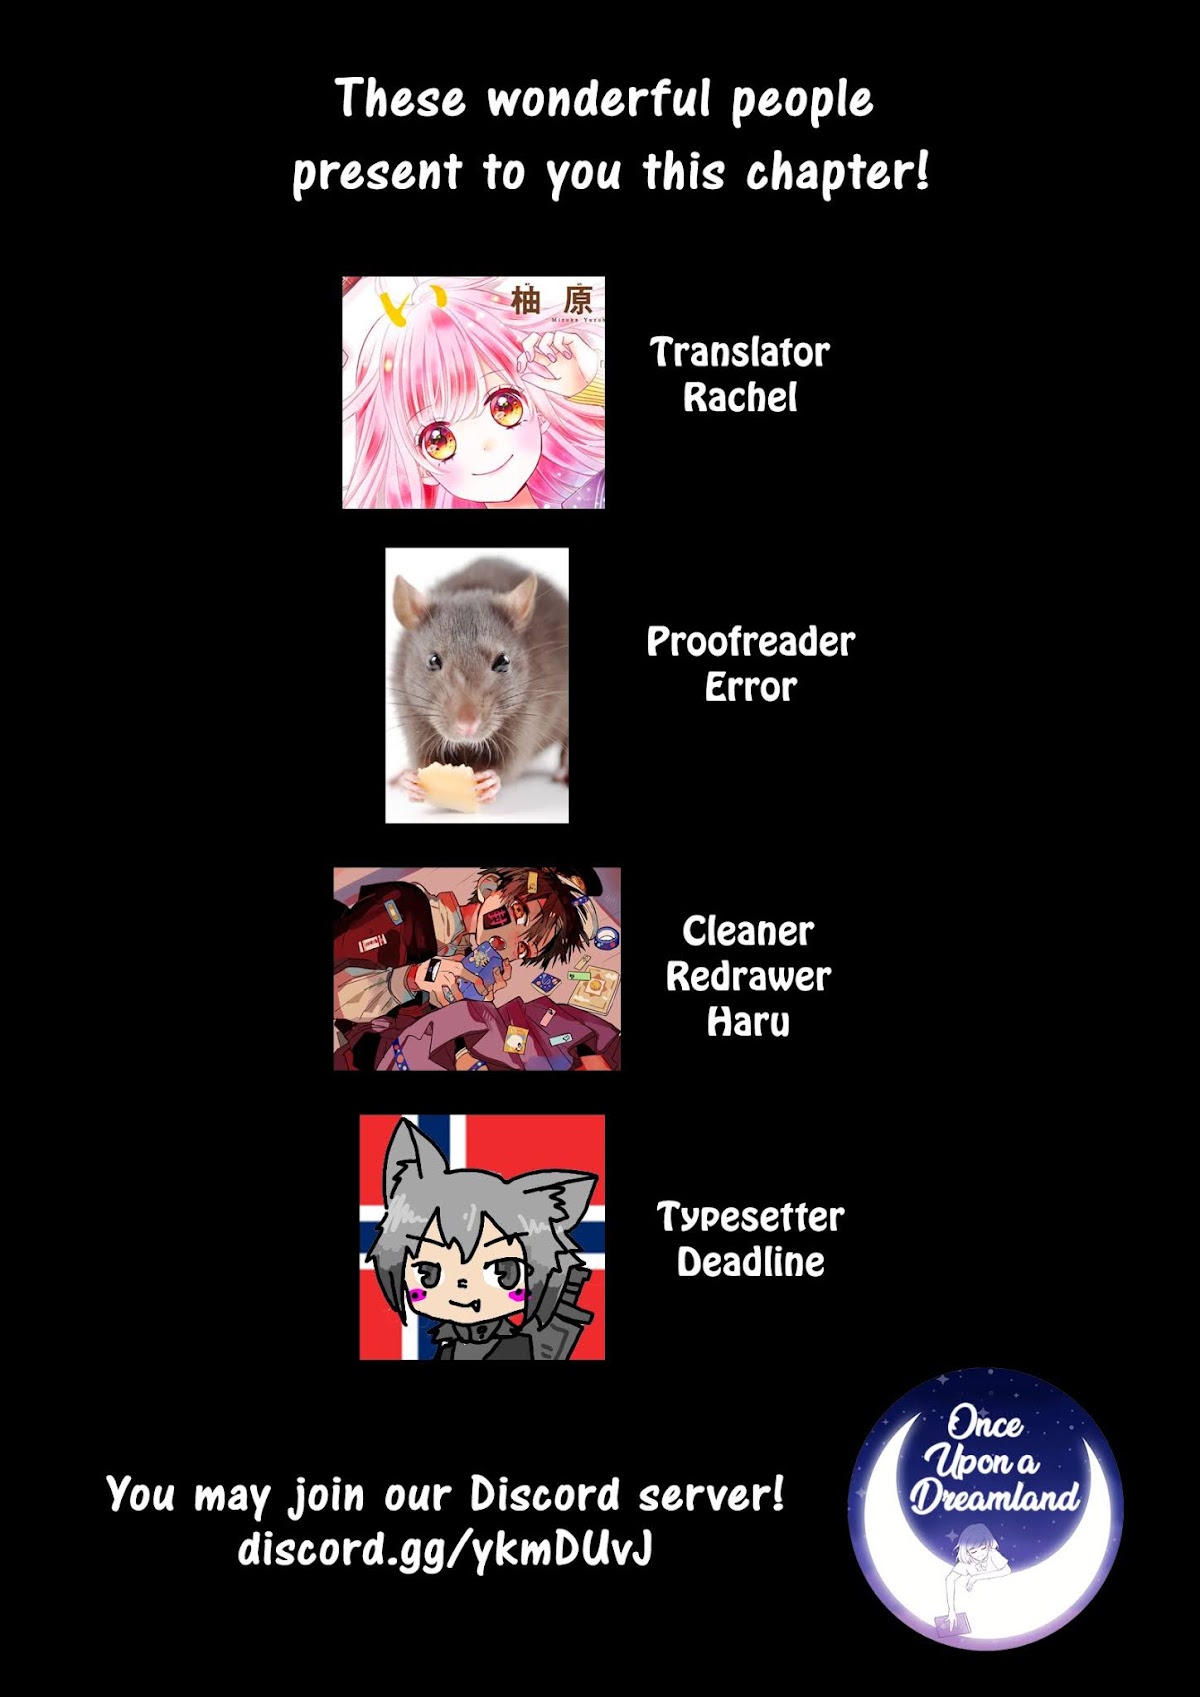 These wonderful people
present to you this chapter!
い
柚原
Translator
Rachel
Proofreader
Error
Cleaner
Redrawer
Haru
Typesetter
Deadline
Once
Upon a
Dreamland
You may join our Discord server!
discord.gg/ykmDUvJ